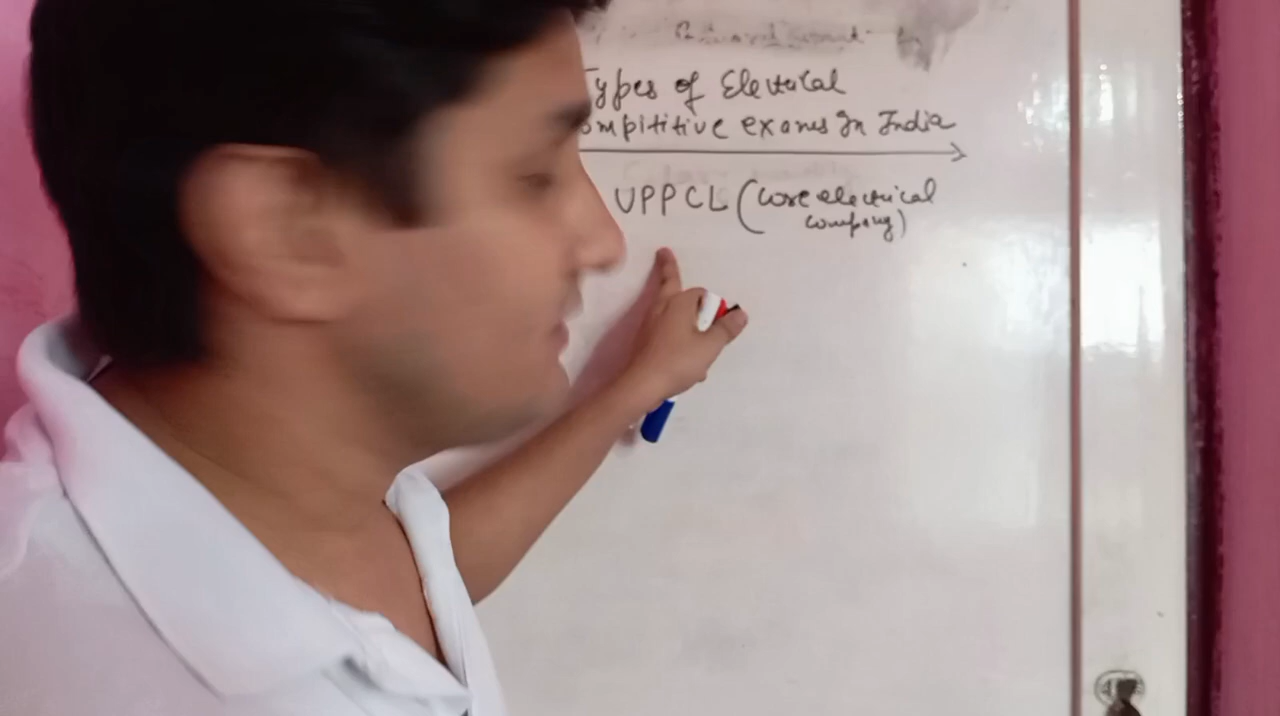 Types of Electrical
ompititive exams In India
UPPCL (Core electrical
company)